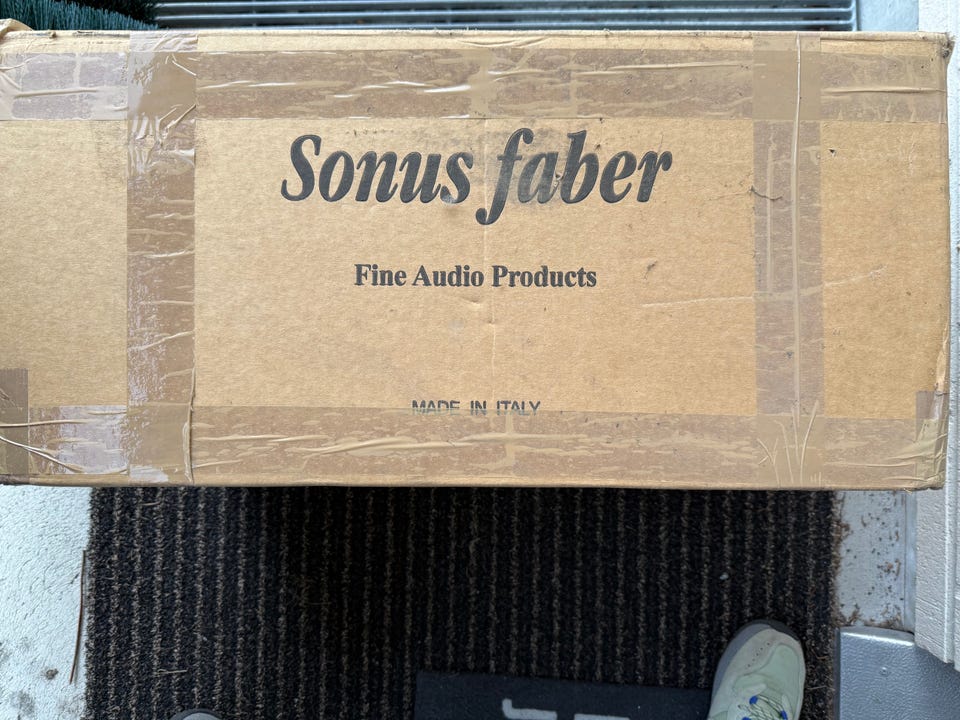 Sonus faber
Fine Audio Products
MADE IN ITALY